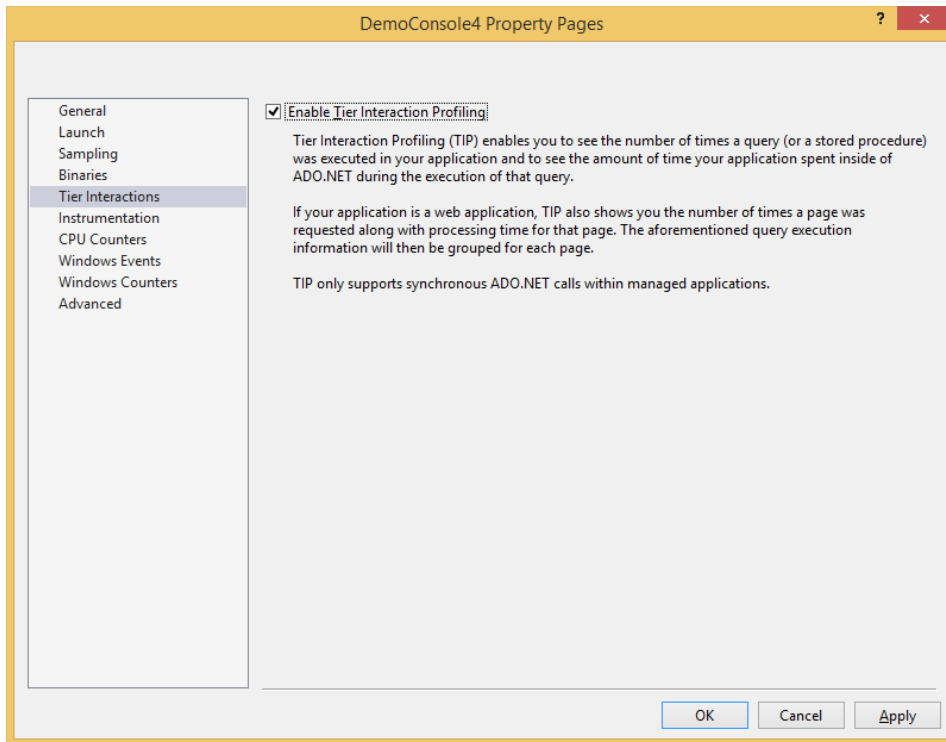 DemoConsole4 Property Pages
?
×
General
Launch
Sampling
Binaries
Tier Interactions
Instrumentation
CPU Counters
Windows Events
Windows Counters
Advanced
Enable Tier Interaction Profiling
Tier Interaction Profiling (TIP) enables you to see the number of times a query (or a stored procedure)
was executed in your application and to see the amount of time your application spent inside of
ADO.NET during the execution of that query.
If your application is a web application, TIP also shows you the number of times a page was
requested along with processing time for that page. The aforementioned query execution
information will then be grouped for each page.
TIP only supports synchronous ADO.NET calls within managed applications.
OK
Cancel
Apply